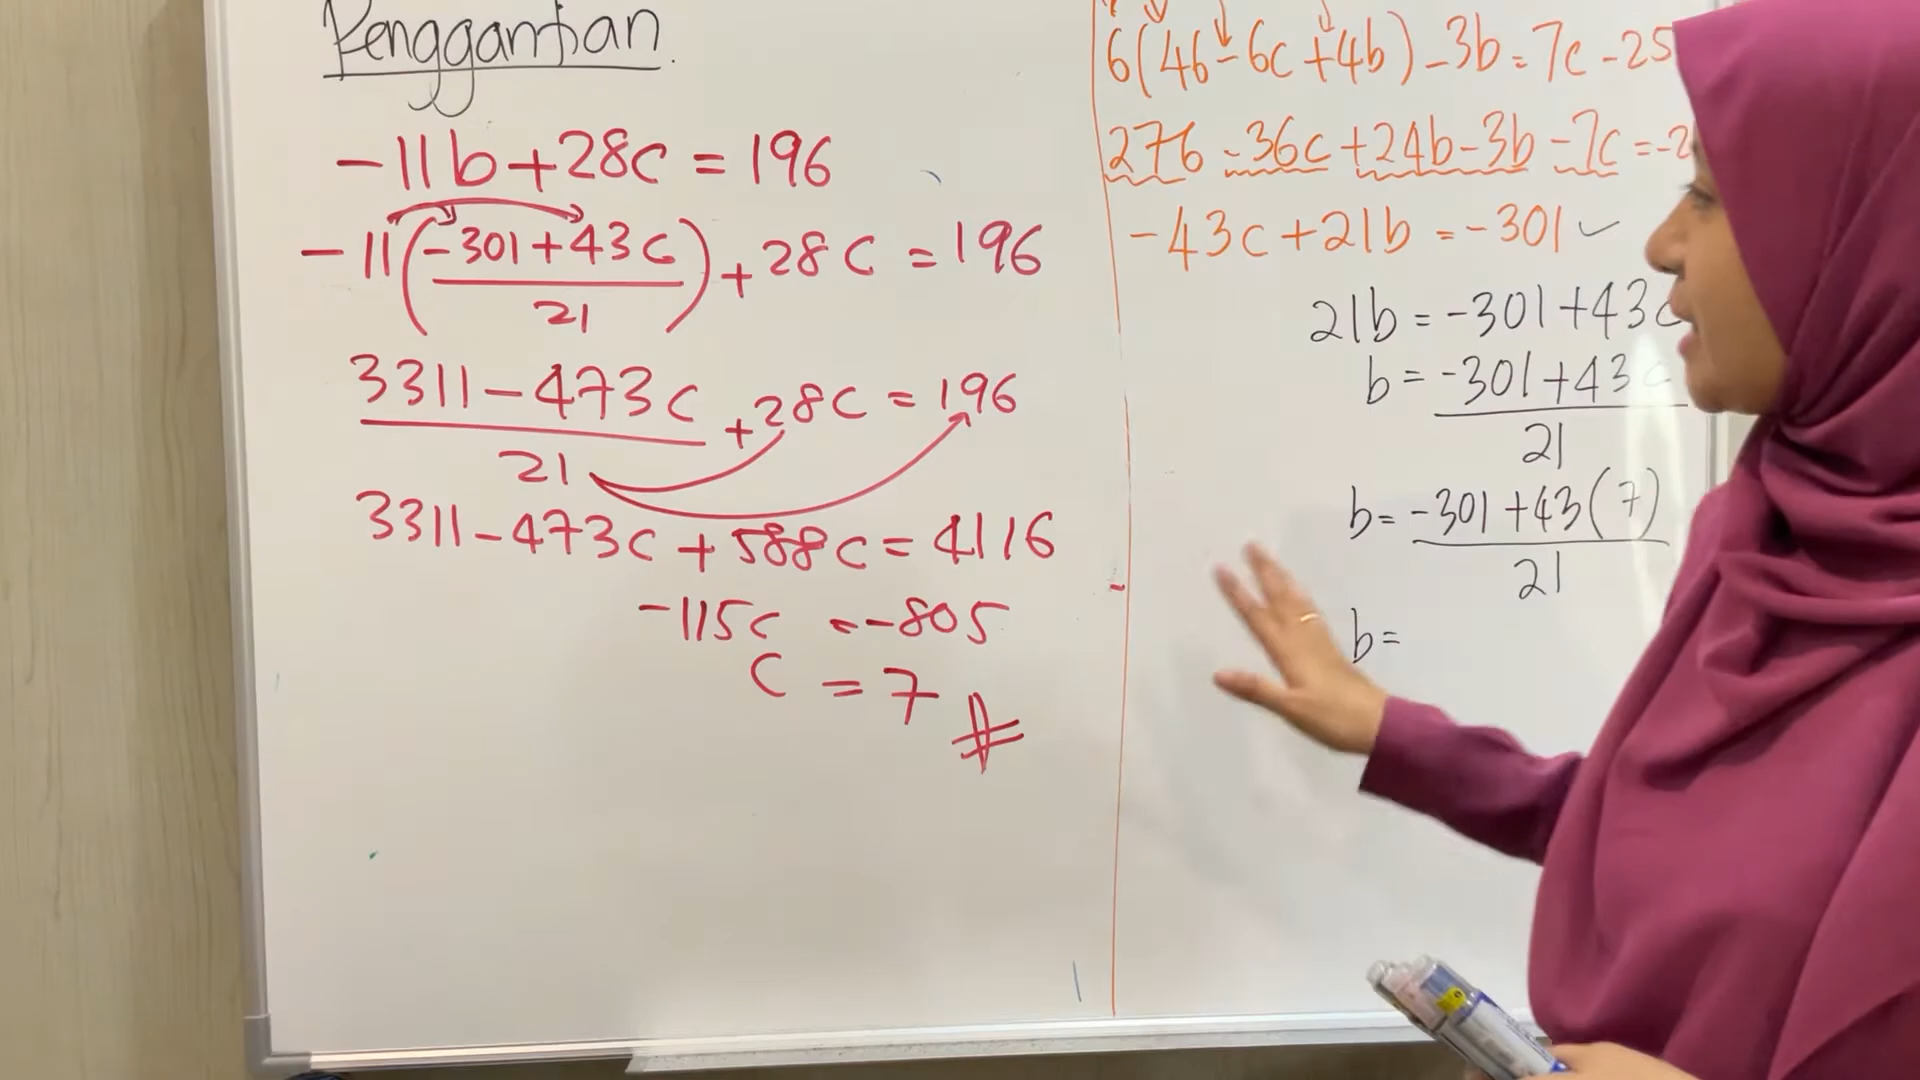 Penggantian.
-11b+28c = 196
-11(-301+43c/21)+28c = 196
3311-473c/21 +28c = 196
3311-473c+588c = 4116
-115c = -805
c = 7
6(46-6c+4b)-3b=7c-25
276-36c+24b-3b-7c=-2
-43c+21b=-301 ✓
21b=-301+43c
b=-301+43c/21
b=-301+43(7)/21
b=